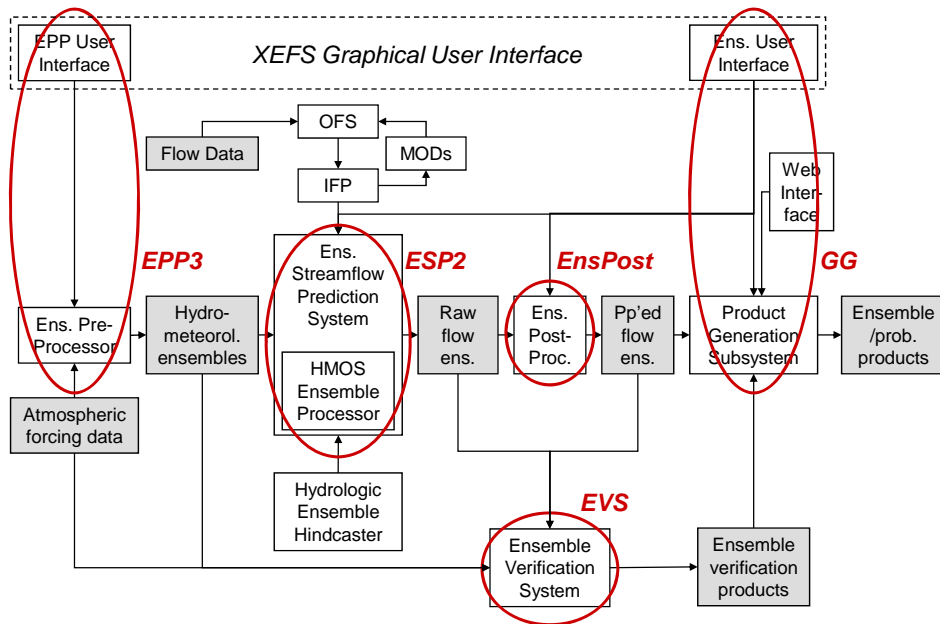 EPP User
Interface
XEFS Graphical User Interface
Ens. User
Interface
OFS
Flow Data
MODs
IFP
Web
Inter-
face
EPP3
Ens.
Streamflow
Prediction
System
ESP2
EnsPost
GG
Ens. Pre-
Processor
Hydro-
meteorol.
ensembles
HMOS
Ensemble
Processor
Raw
flow
ens.
Ens.
Post-
Proc.
Pp'ed
flow
ens.
Product
Generation
Subsystem
Ensemble
/prob.
products
Atmospheric
forcing data
Hydrologic
Ensemble
Hindcaster
EVS
Ensemble
Verification
System
Ensemble
verification
products